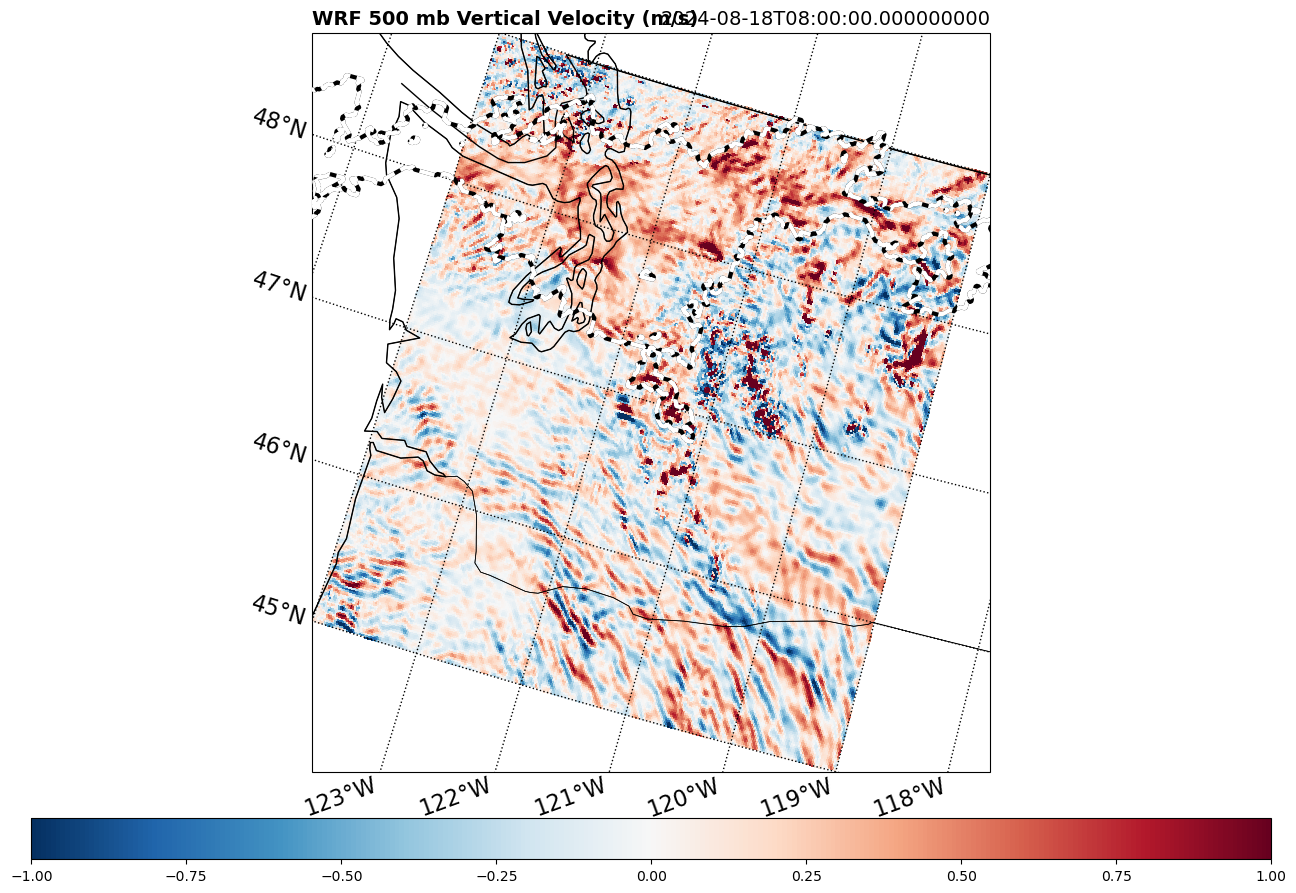 WRF 500 mb Vertical Velocity (m/s)
2024-08-18T08:00:00.000000000
48°N
47°N
46°N
45°N
123°W 122°W 121°W 120°W 119°W 118°W
−1.00 −0.75 −0.50 −0.25 0.00 0.25 0.50 0.75 1.00